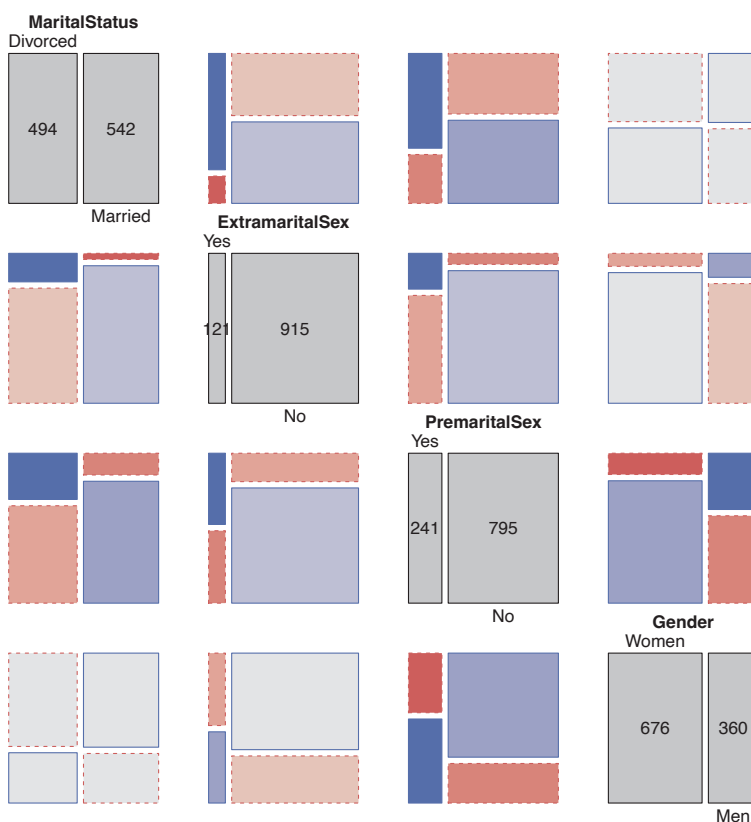 MaritalStatus
Divorced
494 542
Married
ExtramaritalSex
Yes
121 915
No
PremaritalSex
Yes
241 795
No
Gender
Women
676 360
Men